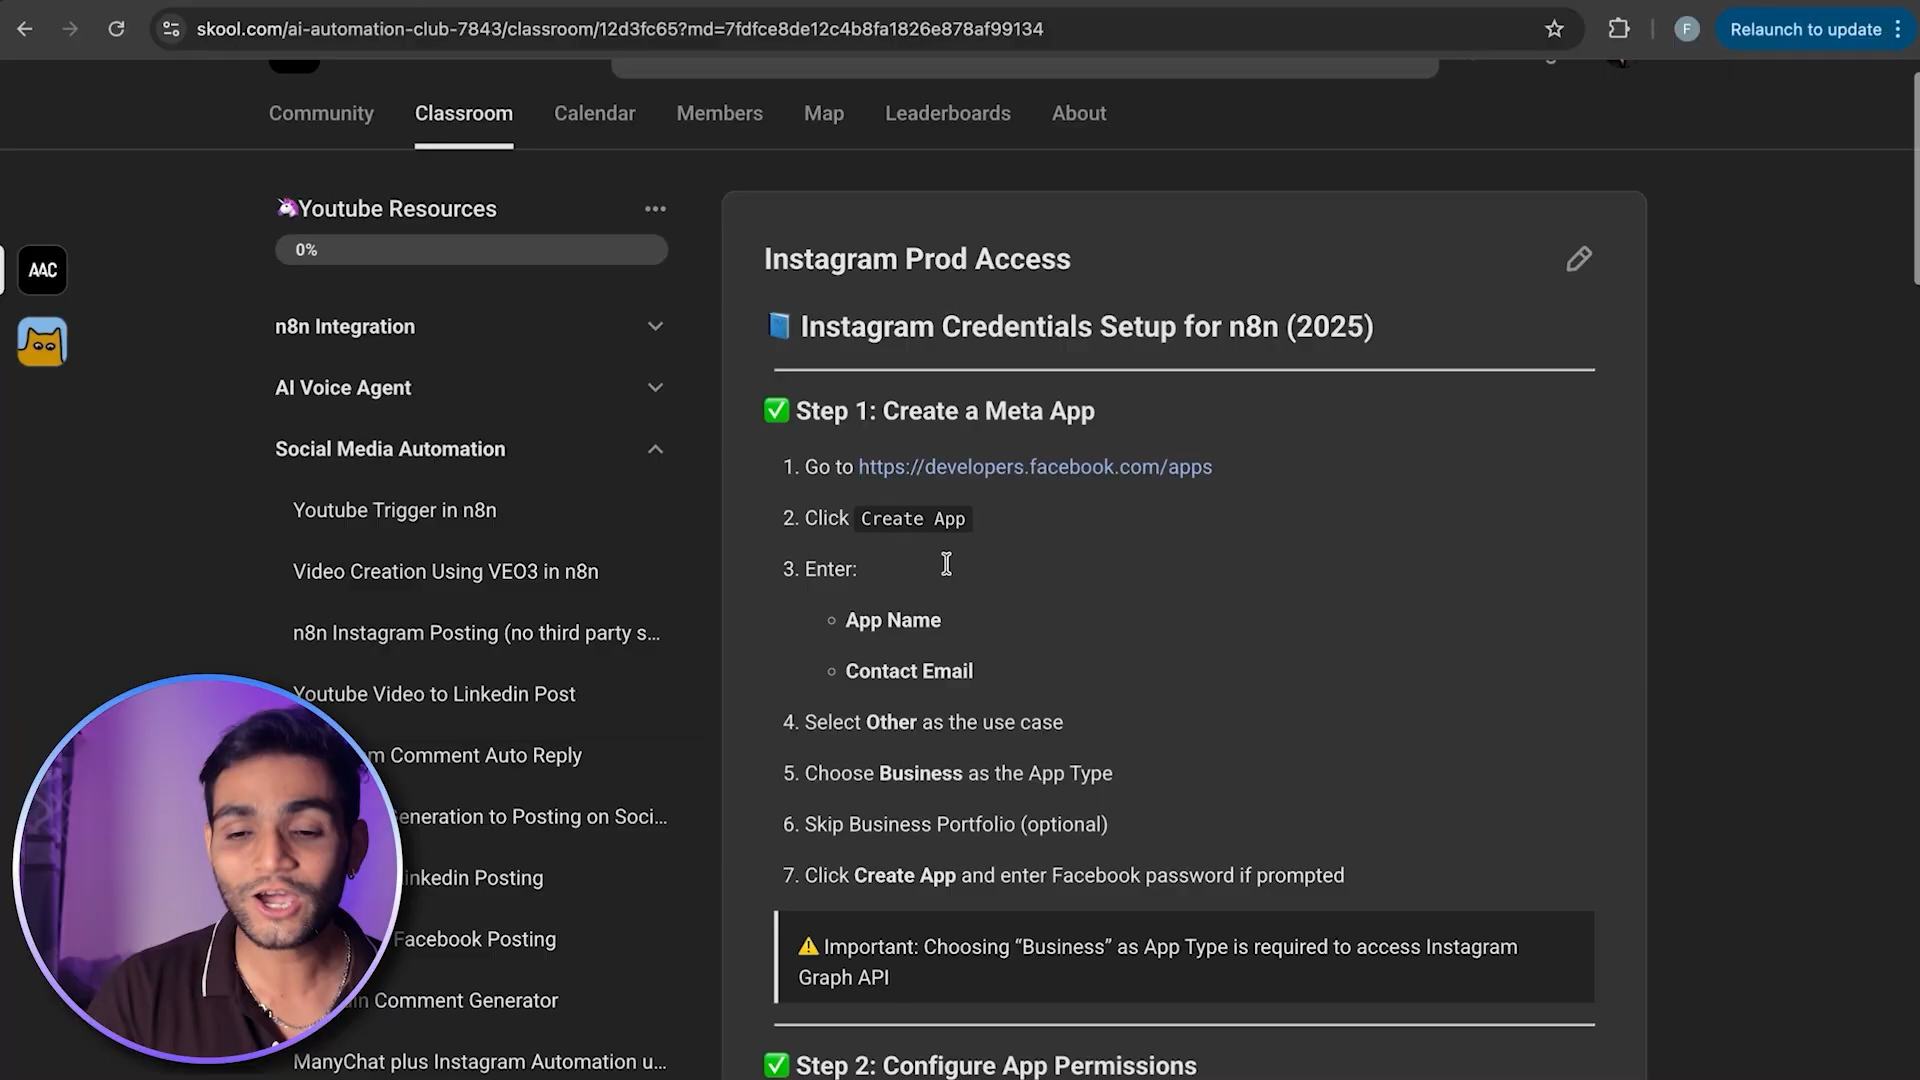 skool.com/ai-automation-club-7843/classroom/12d3fc65?md=7fdfce8de12c4b8fa1826e878af99134
F
Relaunch to update
Community
Classroom
Calendar
Members
Map
Leaderboards
About
AAC
🦄Youtube Resources
0%
n8n Integration
AI Voice Agent
Social Media Automation
Youtube Trigger in n8n
Video Creation Using VEO3 in n8n
n8n Instagram Posting (no third party s...
Youtube Video to Linkedin Post
Comment Auto Reply
to Posting on Soci...
Posting
Facebook Posting
Comment Generator
ManyChat plus Instagram Automation u...
Instagram Prod Access
📘 Instagram Credentials Setup for n8n (2025)
✅ Step 1: Create a Meta App
1. Go to https://developers.facebook.com/apps
2. Click Create App
3. Enter:
◦ App Name
◦ Contact Email
4. Select Other as the use case
5. Choose Business as the App Type
6. Skip Business Portfolio (optional)
7. Click Create App and enter Facebook password if prompted
⚠️ Important: Choosing “Business” as App Type is required to access Instagram
Graph API
✅ Step 2: Configure App Permissions